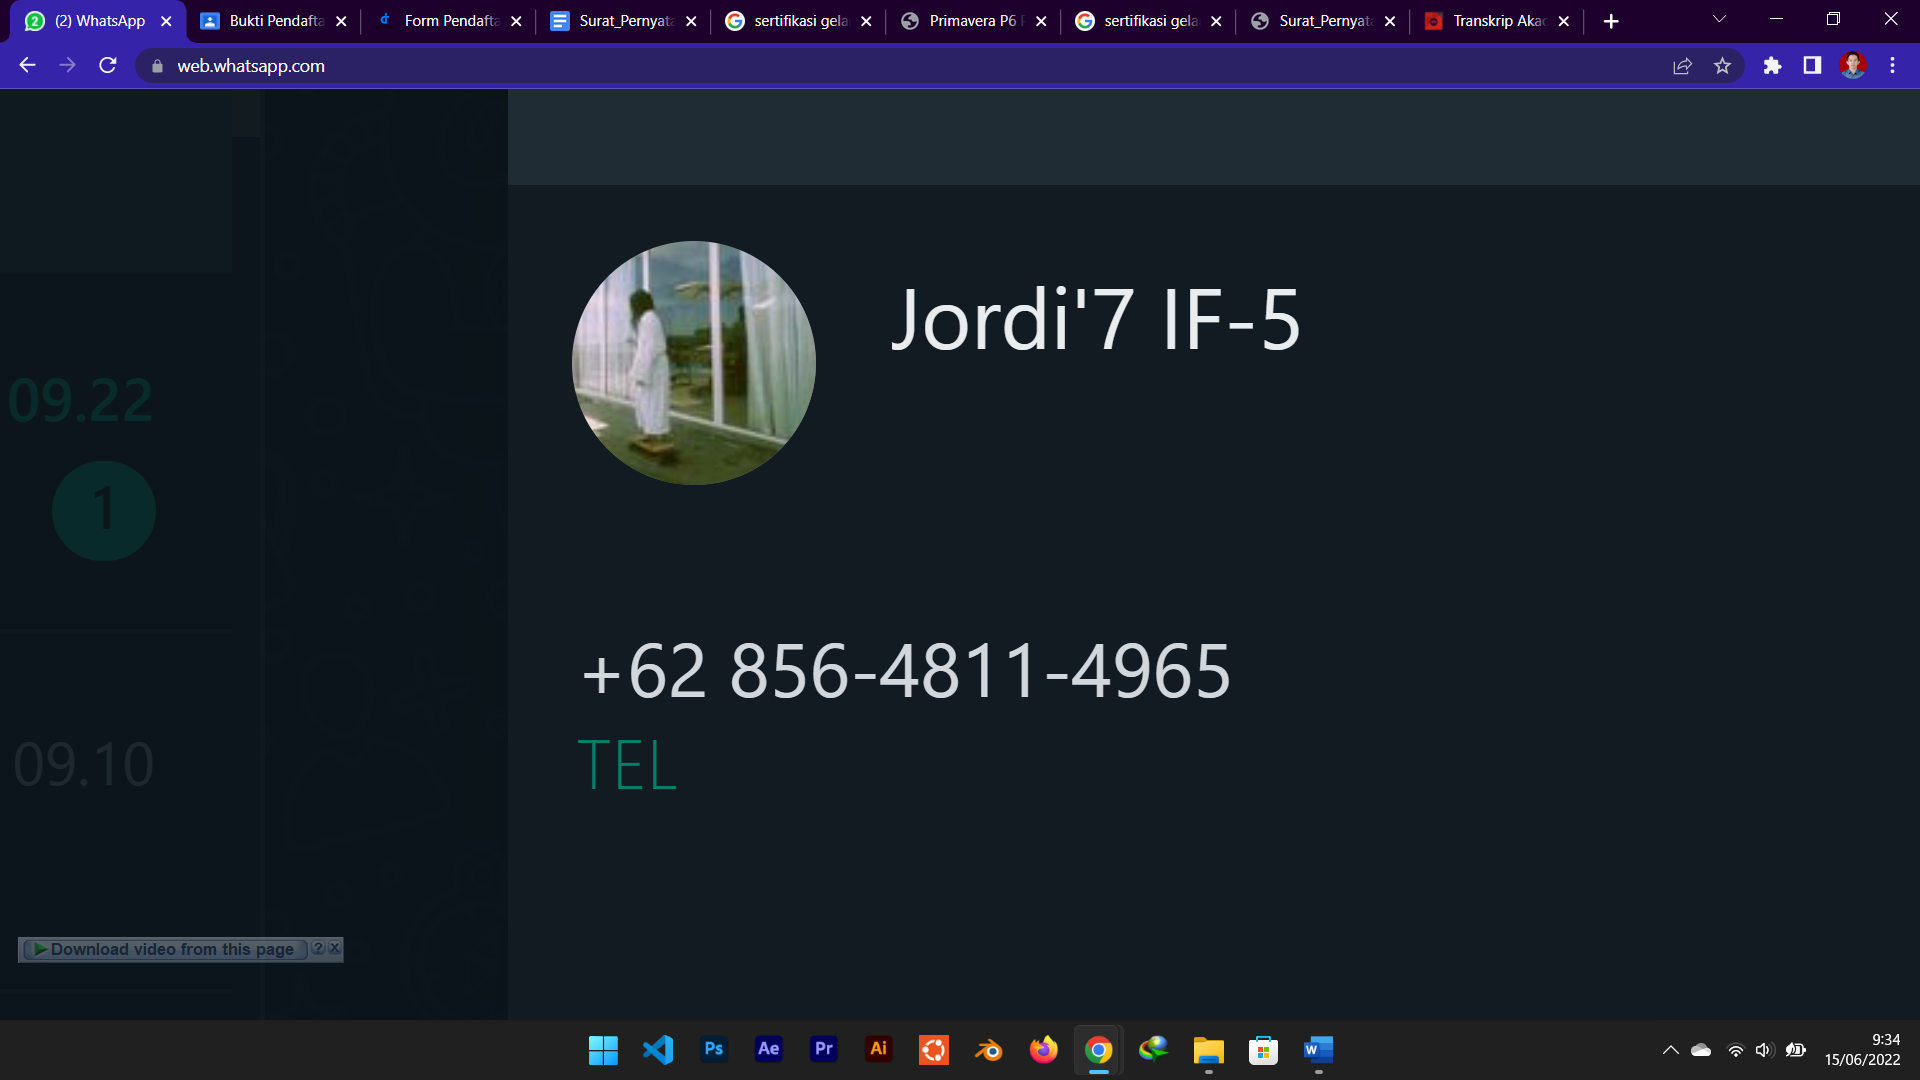 (2) WhatsApp
Bukti Pendafta
Form Pendafta
Surat_Pernyata
sertifikasi gela
Primavera P6 P
sertifikasi gela
Surat_Pernyata
Transkrip Akad
web.whatsapp.com
09.22
1
09.10
Jordi'7 IF-5
+62 856-4811-4965
TEL
Download video from this page
?
X
Ps
Ae
Pr
Ai
W
9:34
15/06/2022